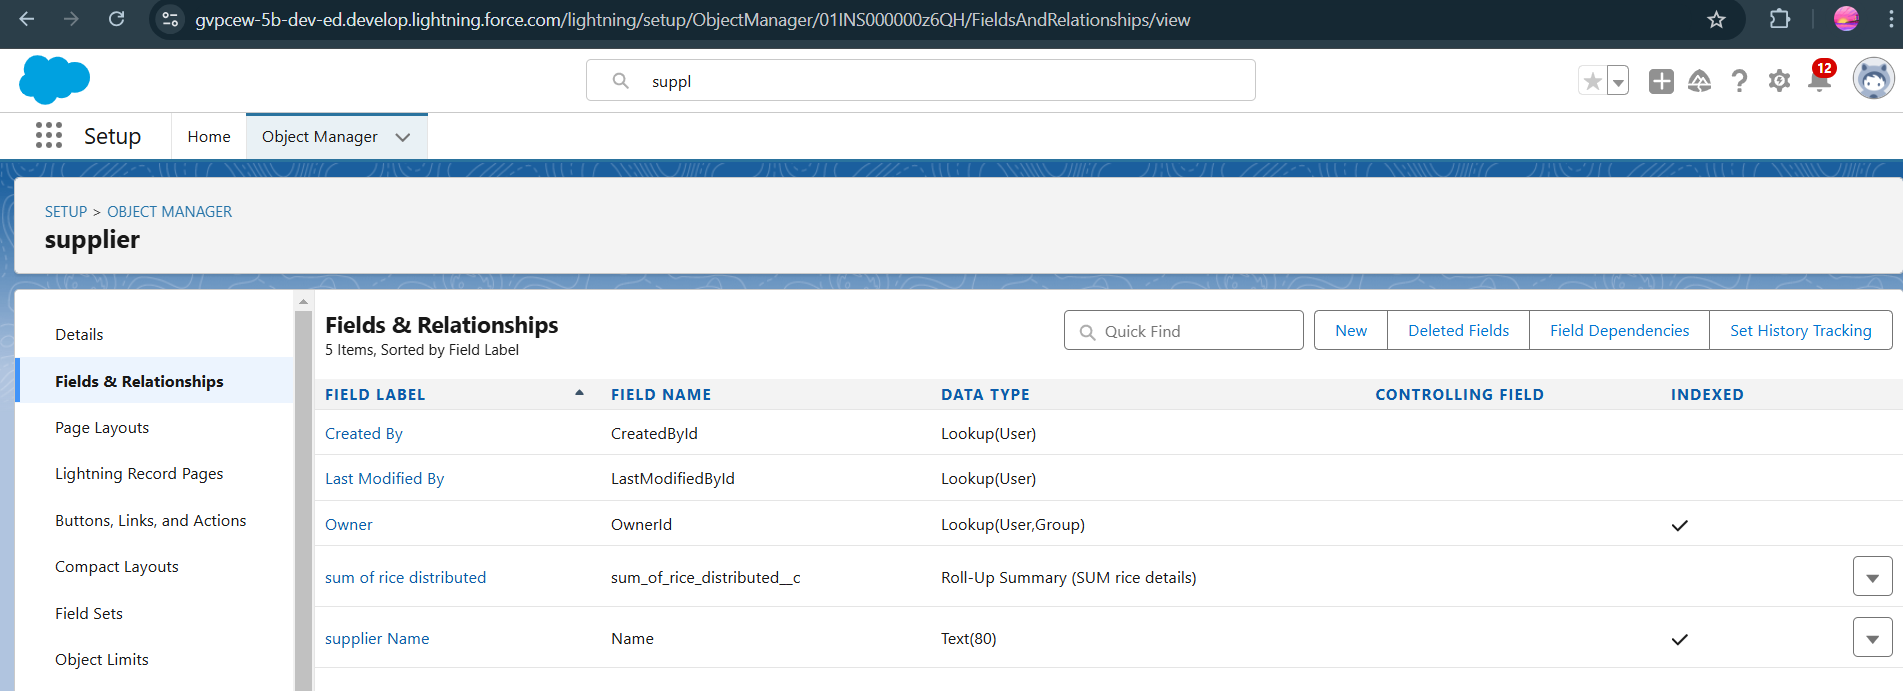 gvpcew-5b-dev-ed.develop.lightning.force.com/lightning/setup/ObjectManager/01INS000000z6QH/FieldsAndRelationships/view
suppl
12
Setup
Home
Object Manager
SETUP > OBJECT MANAGER
supplier
Details
Fields & Relationships
Page Layouts
Lightning Record Pages
Buttons, Links, and Actions
Compact Layouts
Field Sets
Object Limits
Fields & Relationships
5 Items, Sorted by Field Label
Quick Find
New
Deleted Fields
Field Dependencies
Set History Tracking
FIELD LABEL FIELD NAME DATA TYPE CONTROLLING FIELD INDEXED
Created By CreatedById Lookup(User)
Last Modified By LastModifiedById Lookup(User)
Owner OwnerId Lookup(User,Group)
sum of rice distributed sum_of_rice_distributed__c Roll-Up Summary (SUM rice details)
supplier Name Name Text(80)